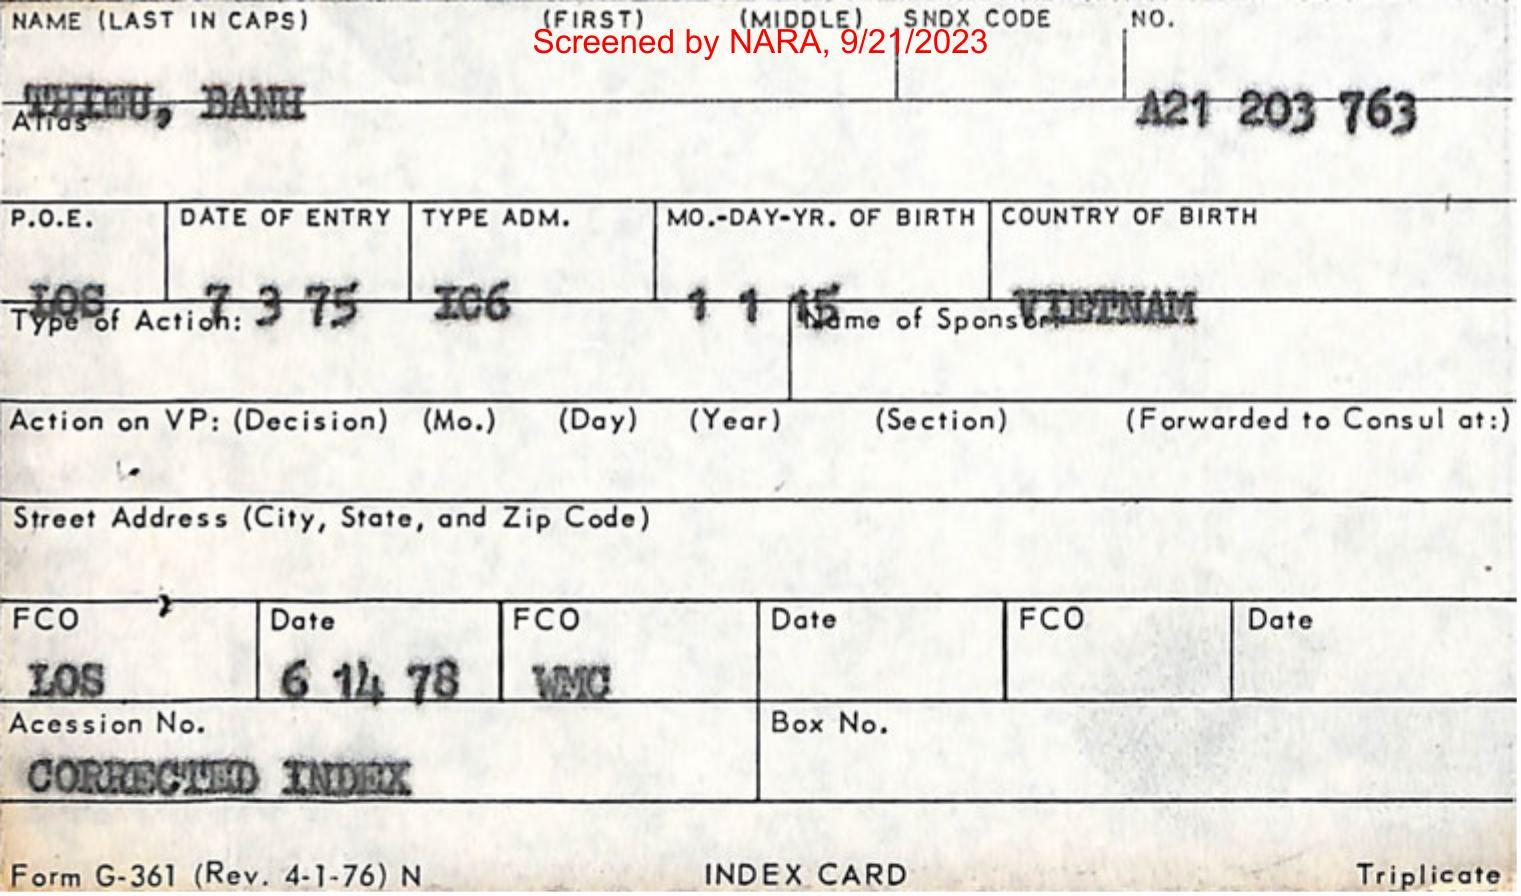 NAME (LAST IN CAPS) (FIRST) (MIDDLE) SNDX CODE NO.
Screened by NARA, 9/21/2023
THIEU, DANH A21 203 763
Alias
P.O.E. DATE OF ENTRY TYPE ADM. MO.-DAY-YR. OF BIRTH COUNTRY OF BIRTH
LOS 7 3 75 IC6 1 1 15 VIETNAM
Type of Action: Name of Sponsor:
Action on VP: (Decision) (Mo.) (Day) (Year) (Section) (Forwarded to Consul at:)
Street Address (City, State, and Zip Code)
FCO Date FCO Date FCO Date
LOS 6 14 78 WMC
Acession No. Box No.
CORRECTED INDEX
Form G-361 (Rev. 4-1-76) N INDEX CARD Triplicate